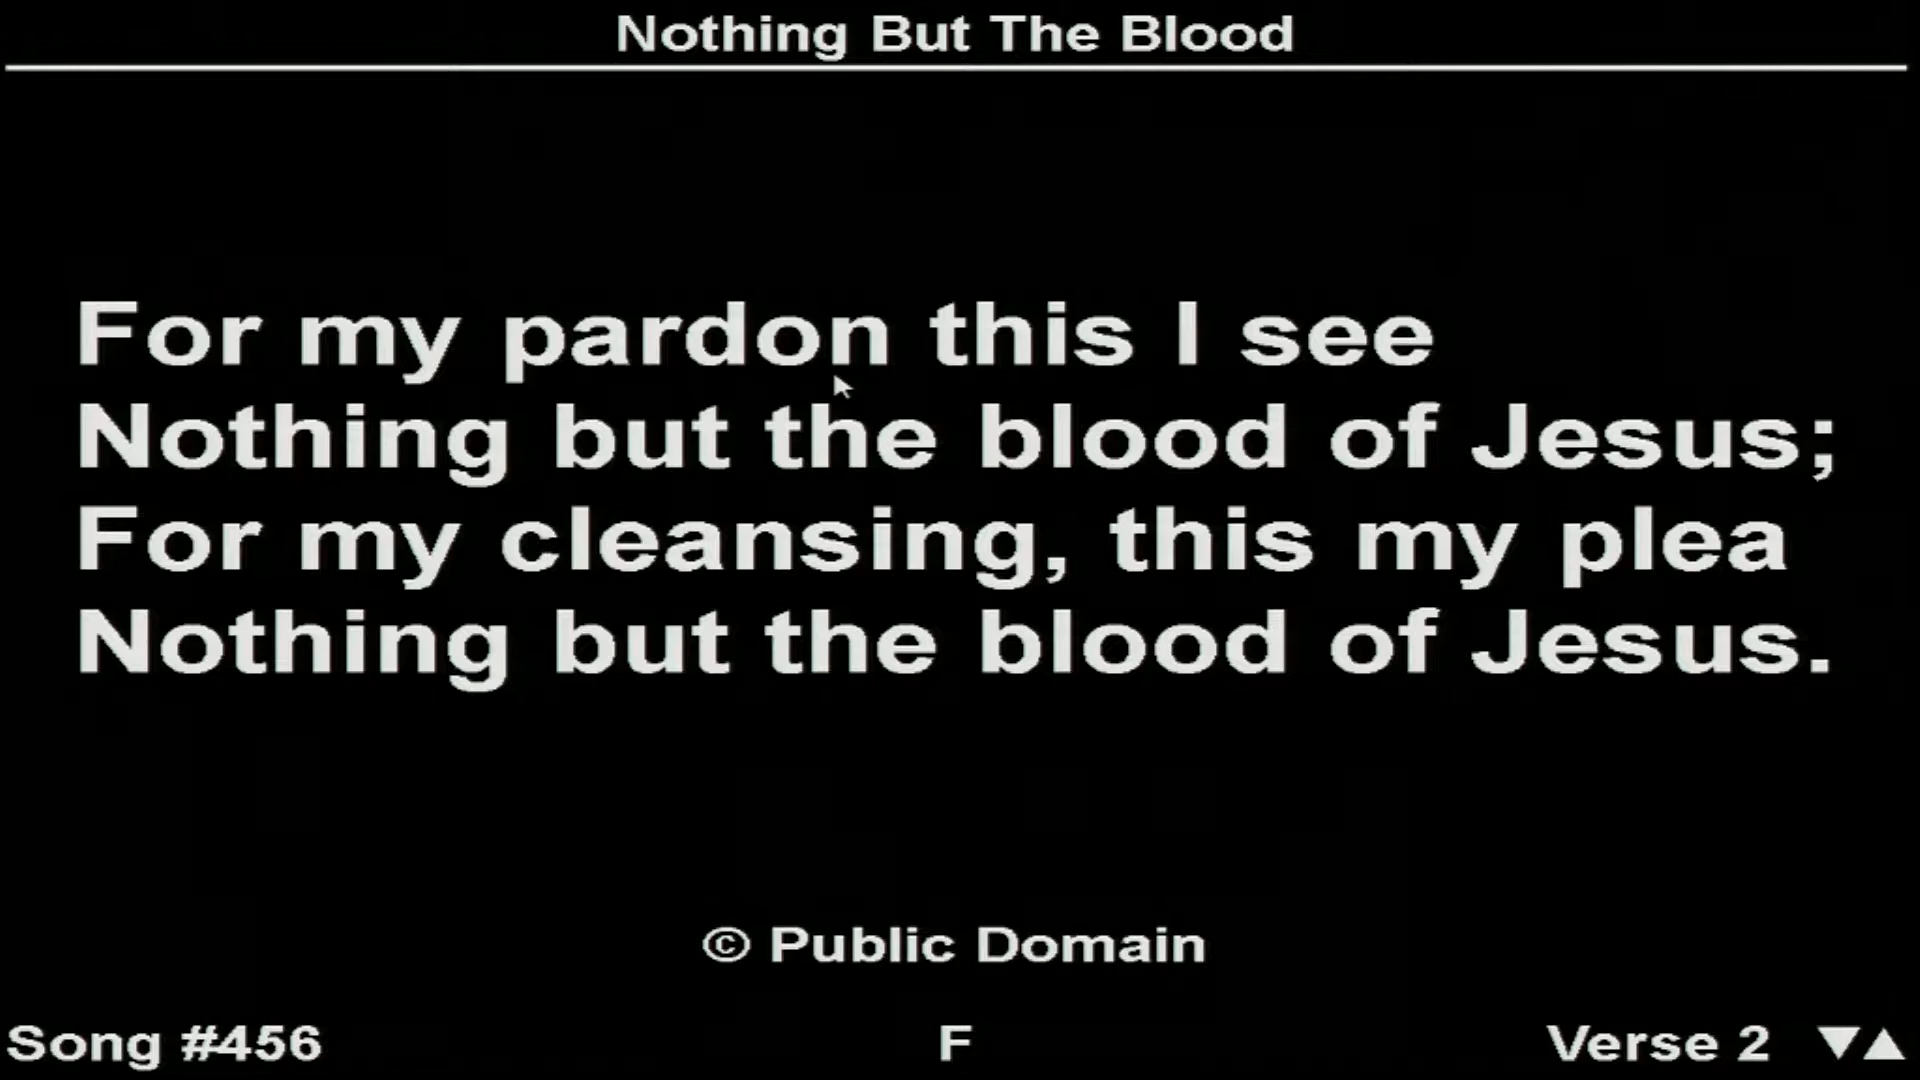 Nothing But The Blood
For my pardon this I see
Nothing but the blood of Jesus;
For my cleansing, this my plea
Nothing but the blood of Jesus.
© Public Domain
Song #456 F Verse 2 ▼▲